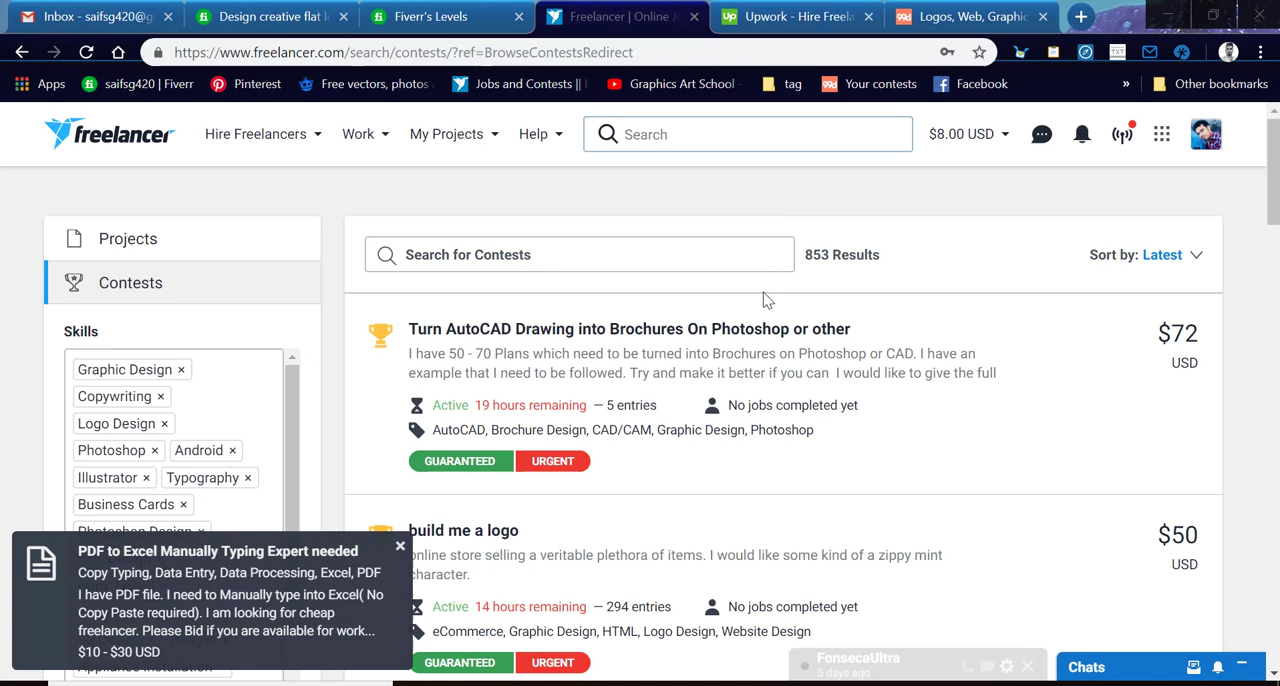 Inbox - saifsg420@g
Design creative flat l
Fiverr's Levels
Freelancer | Online J
Upwork - Hire Freela
Logos, Web, Graphic
https://www.freelancer.com/search/contests/?ref=BrowseContestsRedirect
Apps
saifsg420 | Fiverr
Pinterest
Free vectors, photos
Jobs and Contests ||
Graphics Art School -
tag
Your contests
Facebook
»
Other bookmarks
freelancer
Hire Freelancers
Work
My Projects
Help
Search
$8.00 USD
Projects
Contests
Skills
Graphic Design ×
Copywriting ×
Logo Design ×
Photoshop ×
Android ×
Illustrator ×
Typography ×
Business Cards ×
Photoshop Design ×
Search for Contests
853 Results
Sort by: Latest
Turn AutoCAD Drawing into Brochures On Photoshop or other
$72
USD
I have 50 - 70 Plans which need to be turned into Brochures on Photoshop or CAD. I have an
example that I need to be followed. Try and make it better if you can I would like to give the full
Active 19 hours remaining — 5 entries
No jobs completed yet
AutoCAD, Brochure Design, CAD/CAM, Graphic Design, Photoshop
GUARANTEED
URGENT
build me a logo
$50
USD
online store selling a veritable plethora of items. I would like some kind of a zippy mint
character.
Active 14 hours remaining — 294 entries
No jobs completed yet
eCommerce, Graphic Design, HTML, Logo Design, Website Design
GUARANTEED
URGENT
PDF to Excel Manually Typing Expert needed
Copy Typing, Data Entry, Data Processing, Excel, PDF
I have PDF file. I need to Manually type into Excel( No
Copy Paste required). I am looking for cheap
freelancer. Please Bid if you are available for work...
$10 - $30 USD
FonsecaUltra
5 days ago
Chats